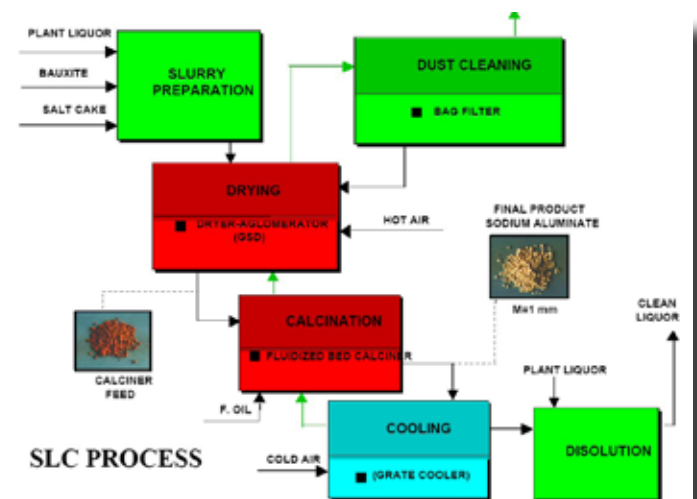 PLANT LIQUOR
BAUXITE
SALT CAKE
SLURRY
PREPARATION
DUST CLEANING
■ BAG FILTER
DRYING
■ DRYER-AGLOMERATOR
(GSD)
HOT AIR
FINAL PRODUCT
SODIUM ALUMINATE
M=1 mm
CALCINER
FEED
CALCINATION
■ FLUIDIZED BED CALCINER
F. OIL
CLEAN
LIQUOR
PLANT LIQUOR
COOLING
■ (GRATE COOLER)
COLD AIR
DISOLUTION
SLC PROCESS